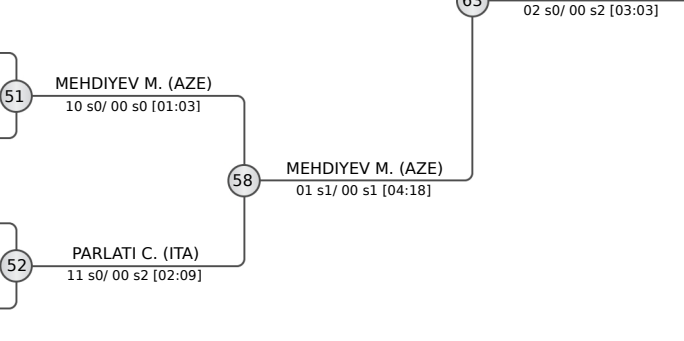 63
02 s0/ 00 s2 [03:03]
51
MEHDIYEV M. (AZE)
10 s0/ 00 s0 [01:03]
58
MEHDIYEV M. (AZE)
01 s1/ 00 s1 [04:18]
52
PARLATI C. (ITA)
11 s0/ 00 s2 [02:09]